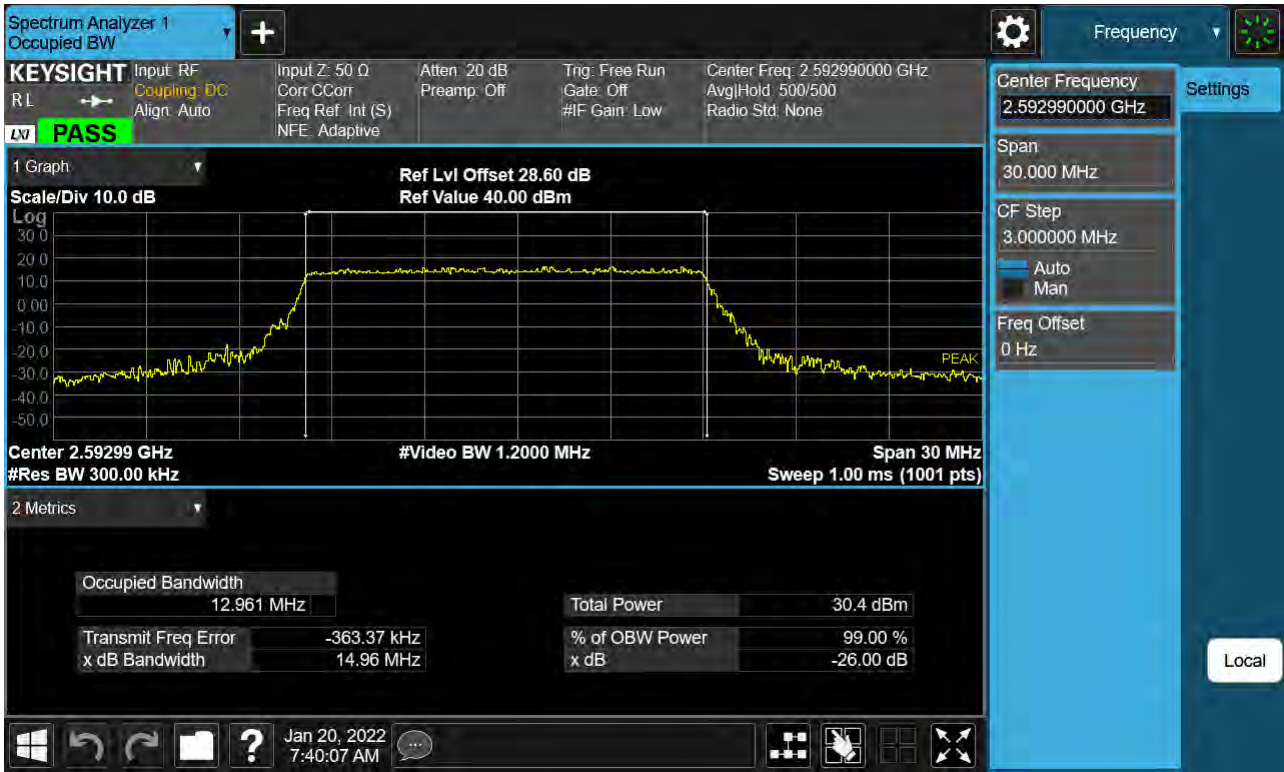 Spectrum Analyzer 1
Occupied BW
Frequency
KEYSIGHT
RL
LXI
PASS
Input: RF
Coupling: DC
Align: Auto
Input Z: 50 Ω
Corr CCorr
Freq Ref: Int (S)
NFE: Adaptive
Atten: 20 dB
Preamp: Off
Trig: Free Run
Gate: Off
#IF Gain: Low
Center Freq: 2.592990000 GHz
Avg|Hold: 500/500
Radio Std: None
Center Frequency
2.592990000 GHz
Settings
Span
30.000 MHz
CF Step
3.000000 MHz
Auto
Man
Freq Offset
0 Hz
Local
1 Graph
Scale/Div 10.0 dB
Ref Lvl Offset 28.60 dB
Ref Value 40.00 dBm
Log
30.0
20.0
10.0
0.00
-10.0
-20.0
-30.0
-40.0
-50.0
PEAK
Center 2.59299 GHz
#Video BW 1.2000 MHz
Span 30 MHz
#Res BW 300.00 kHz
Sweep 1.00 ms (1001 pts)
2 Metrics
Occupied Bandwidth
12.961 MHz
Total Power 30.4 dBm
Transmit Freq Error -363.37 kHz
% of OBW Power 99.00 %
x dB Bandwidth 14.96 MHz
x dB -26.00 dB
?
Jan 20, 2022
7:40:07 AM